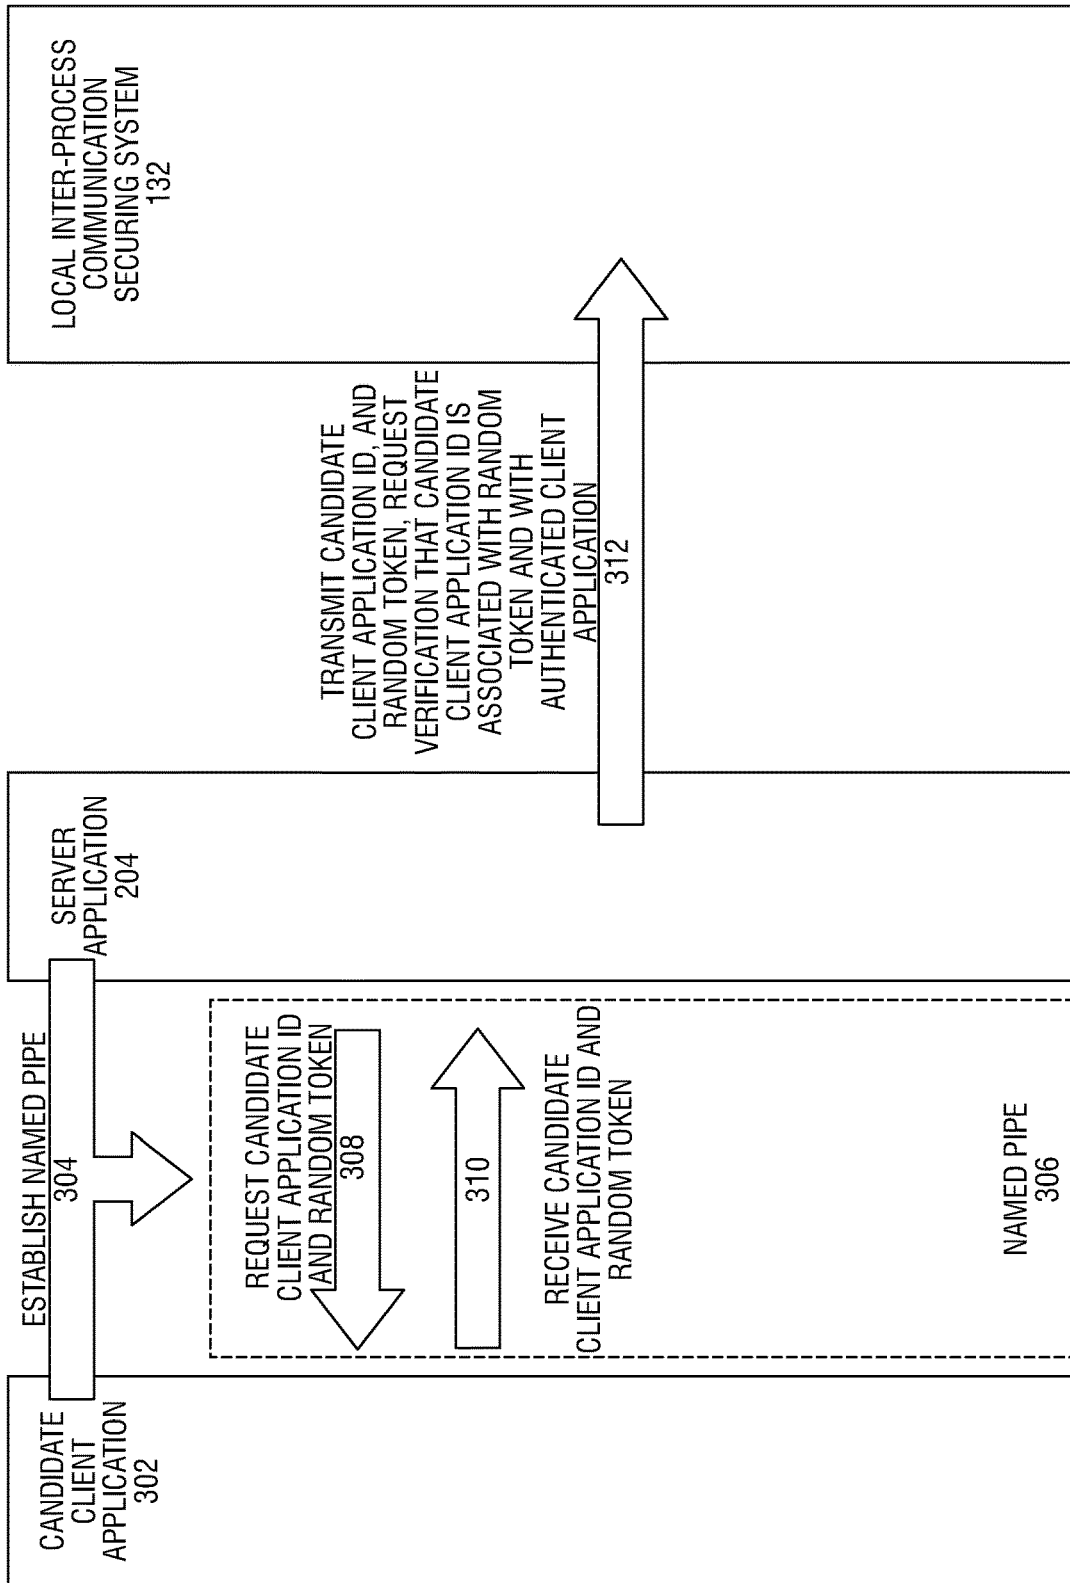 CANDIDATE
CLIENT
APPLICATION
302
ESTABLISH NAMED PIPE
304
SERVER
APPLICATION
204
LOCAL INTER-PROCESS
COMMUNICATION
SECURING SYSTEM
132
REQUEST CANDIDATE
CLIENT APPLICATION ID
AND RANDOM TOKEN
308
310
RECEIVE CANDIDATE
CLIENT APPLICATION ID AND
RANDOM TOKEN
TRANSMIT CANDIDATE
CLIENT APPLICATION ID, AND
RANDOM TOKEN, REQUEST
VERIFICATION THAT CANDIDATE
CLIENT APPLICATION ID IS
ASSOCIATED WITH RANDOM
TOKEN AND WITH
AUTHENTICATED CLIENT
APPLICATION
312
NAMED PIPE
306